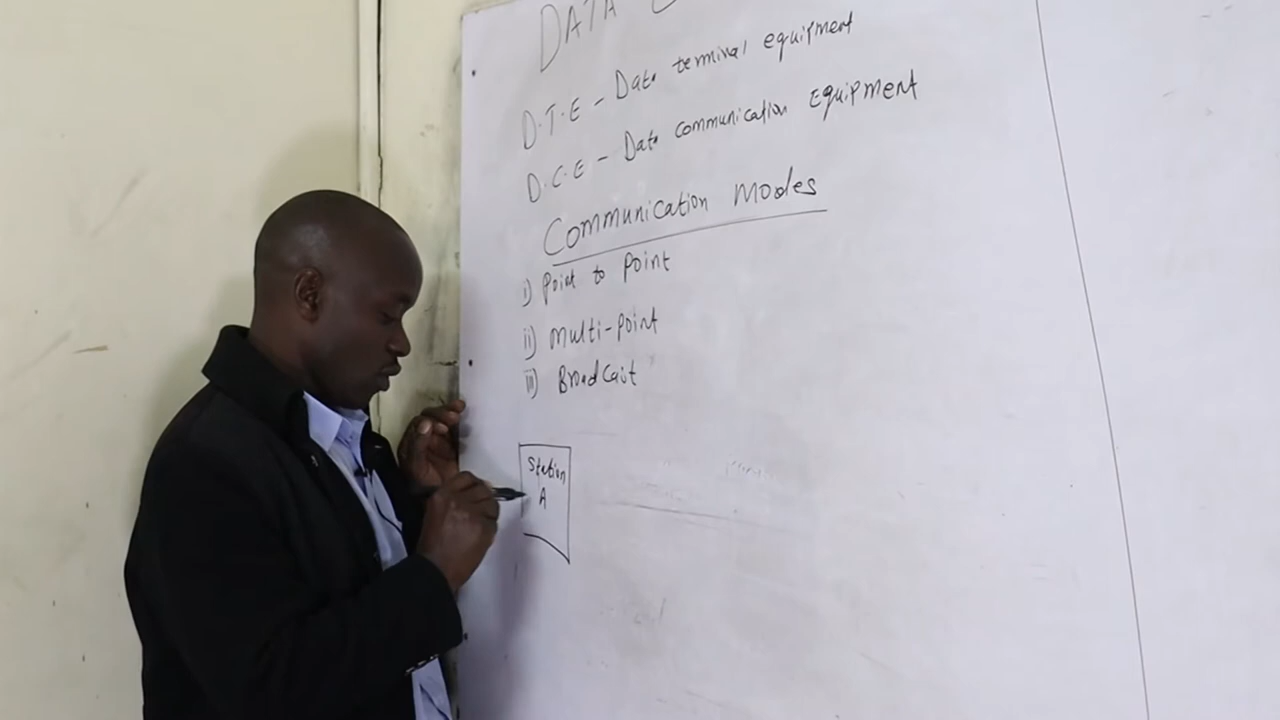 DATA
D.T.E - Data terminal equipment
D.C.E - Data communication Equipment
Communication Modes
i) Point to Point
ii) Multi-point
iii) Broadcast
Station
A